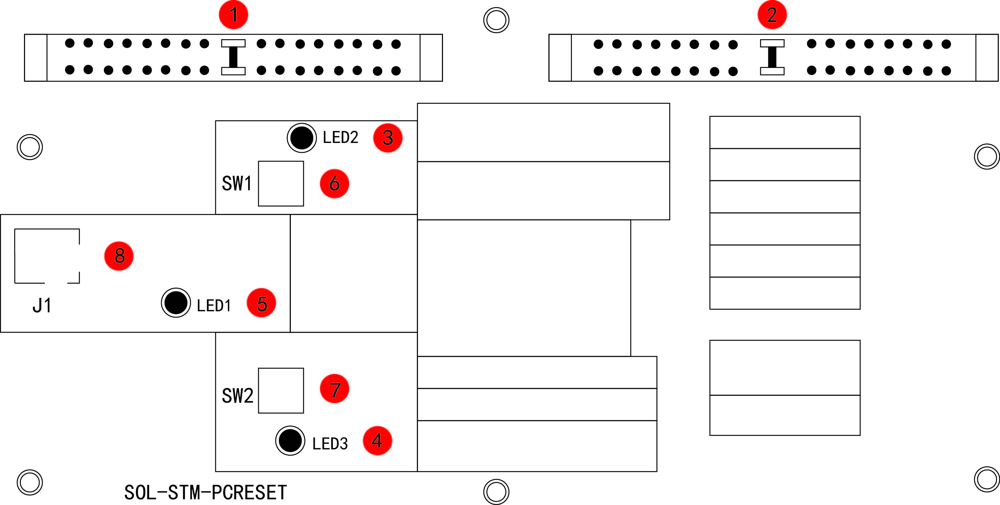 1
2
LED2
3
SW1
6
8
J1
LED1
5
SW2
7
LED3
4
SOL-STM-PCRESET